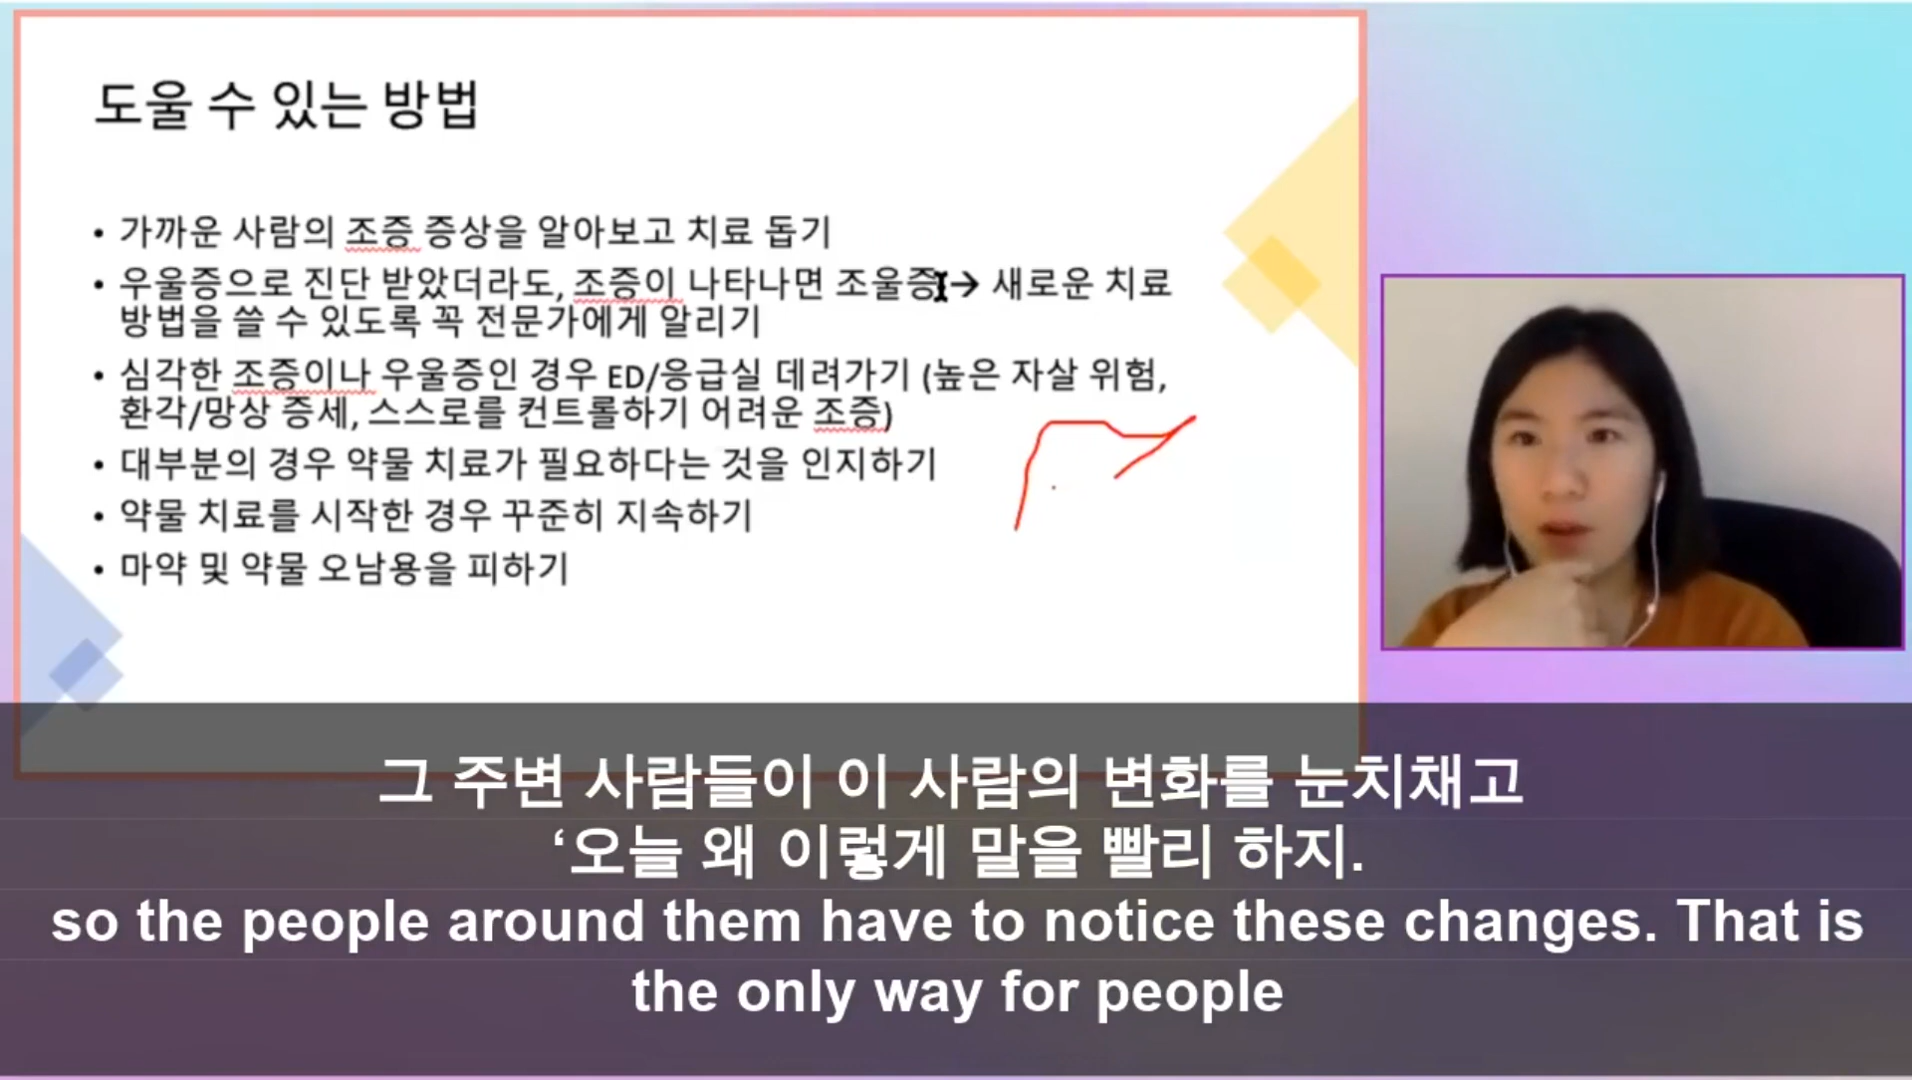 도울 수 있는 방법
• 가까운 사람의 조증 증상을 알아보고 치료 돕기
• 우울증으로 진단 받았더라도, 조증이 나타나면 조울증→ 새로운 치료
방법을 쓸 수 있도록 꼭 전문가에게 알리기
• 심각한 조증이나 우울증인 경우 ED/응급실 데려가기 (높은 자살 위험,
환각/망상 증세, 스스로를 컨트롤하기 어려운 조증)
• 대부분의 경우 약물 치료가 필요하다는 것을 인지하기
• 약물 치료를 시작한 경우 꾸준히 지속하기
• 마약 및 약물 오남용을 피하기
그 주변 사람들이 이 사람의 변화를 눈치채고
‘오늘 왜 이렇게 말을 빨리 하지.
so the people around them have to notice these changes. That is
the only way for people